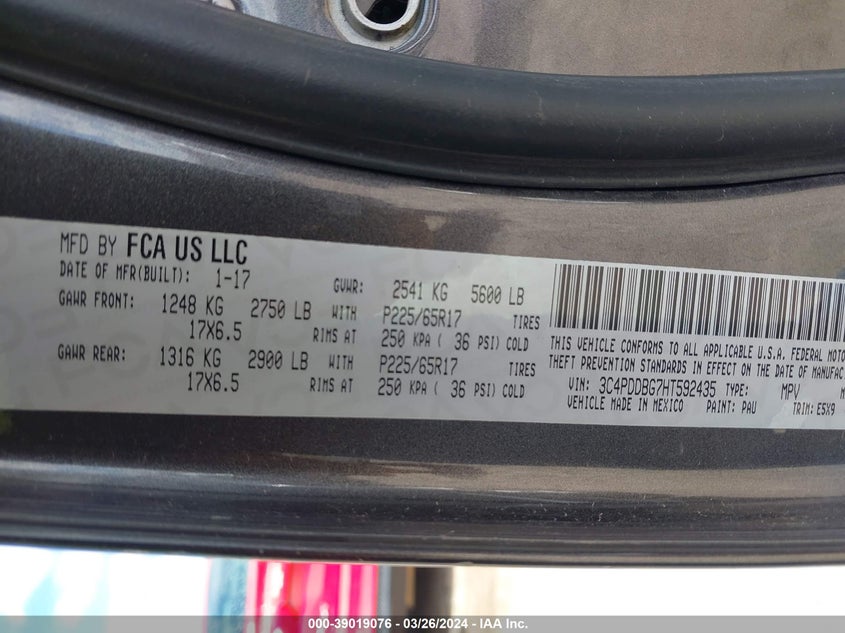 MFD BY FCA US LLC
DATE OF MFR(BUILT): 1-17 GVWR: 2541 KG 5600 LB
GAWR FRONT: 1248 KG 2750 LB WITH P225/65R17 TIRES
17X6.5 RIMS AT 250 KPA ( 36 PSI) COLD
GAWR REAR: 1316 KG 2900 LB WITH P225/65R17 TIRES
17X6.5 RIMS AT 250 KPA ( 36 PSI) COLD
THIS VEHICLE CONFORMS TO ALL APPLICABLE U.S.A. FEDERAL MOTO
THEFT PREVENTION STANDARDS IN EFFECT ON THE DATE OF MANUFAC
VIN: 3C4PDDBG7HT592435 TYPE: MPV M
VEHICLE MADE IN MEXICO PAINT: PAU TRIM: E5X9
000-39019076 - 03/26/2024 - IAA Inc.